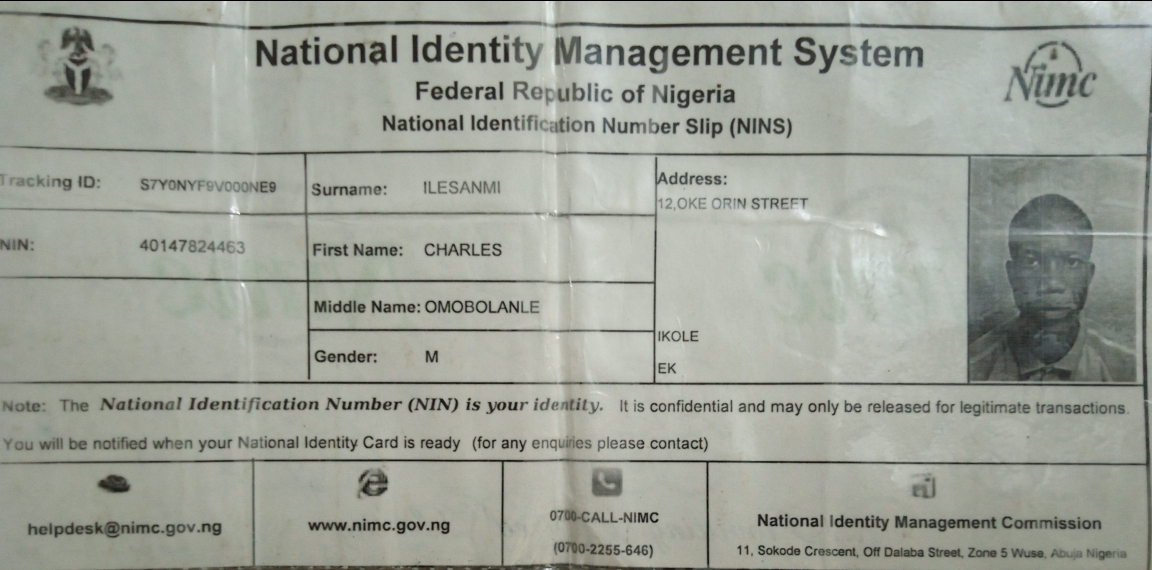 National Identity Management System
Federal Republic of Nigeria
National Identification Number Slip (NINS)
Nimc
Tracking ID: S7Y0NYF9V000NE9
Surname: ILESANMI
Address:
12,OKE ORIN STREET
NIN: 40147824463
First Name: CHARLES
Middle Name: OMOBOLANLE
IKOLE
Gender: M
EK
Note: The National Identification Number (NIN) is your identity. It is confidential and may only be released for legitimate transactions.
You will be notified when your National Identity Card is ready (for any enquiries please contact)
helpdesk@nimc.gov.ng
www.nimc.gov.ng
0700-CALL-NIMC
(0700-2255-646)
National Identity Management Commission
11, Sokode Crescent, Off Dalaba Street, Zone 5 Wuse, Abuja Nigeria